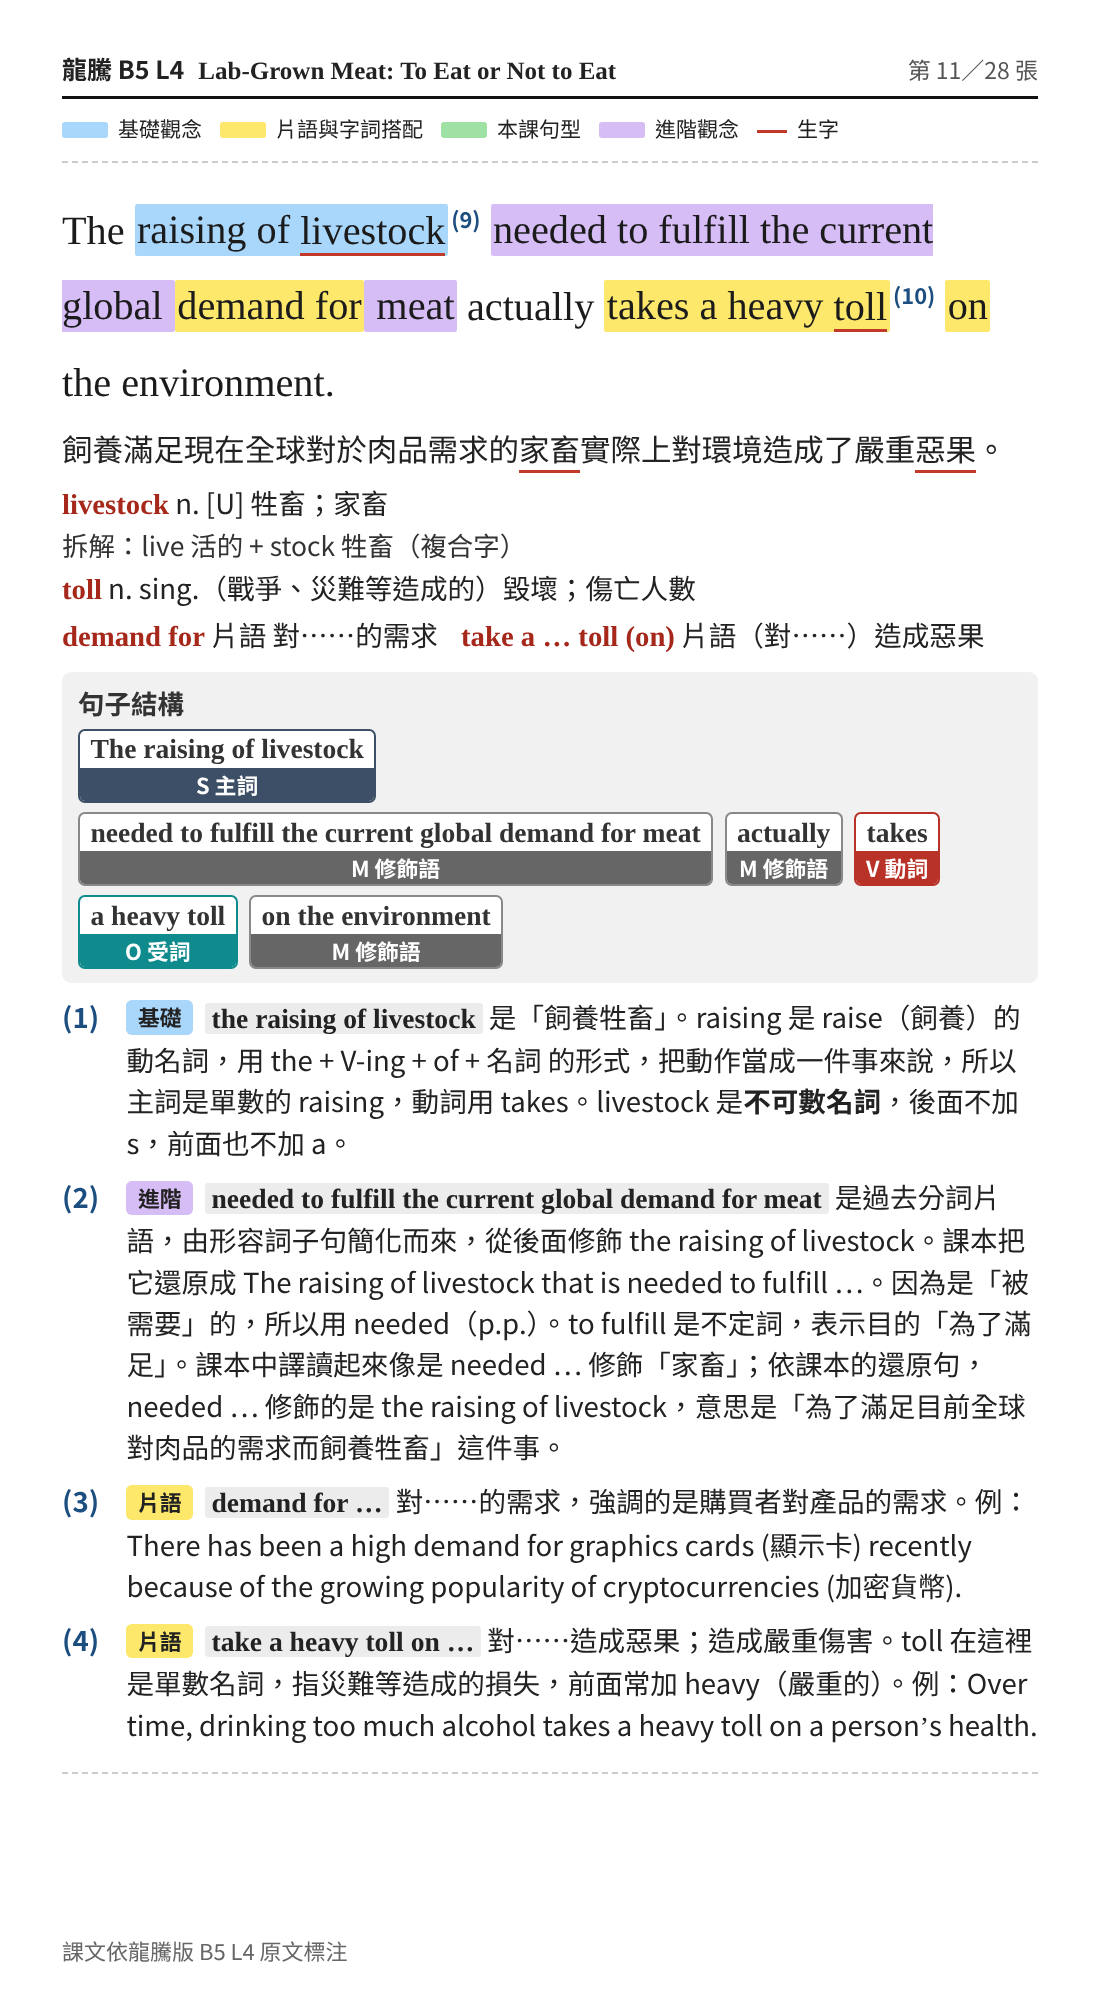 龍騰 B5 L4 Lab-Grown Meat: To Eat or Not to Eat 第 11／28 張
基礎觀念 片語與字詞搭配 本課句型 進階觀念 生字
The raising of livestock(9) needed to fulfill the current
global demand for meat actually takes a heavy toll(10) on
the environment.
飼養滿足現在全球對於肉品需求的家畜實際上對環境造成了嚴重惡果。
livestock n. [U] 牲畜；家畜
拆解：live 活的 + stock 牲畜（複合字）
toll n. sing.（戰爭、災難等造成的）毀壞；傷亡人數
demand for 片語 對⋯⋯的需求 take a … toll (on) 片語（對⋯⋯）造成惡果
句子結構
The raising of livestock
S 主詞
needed to fulfill the current global demand for meat actually takes
M 修飾語 M 修飾語 V 動詞
a heavy toll on the environment
O 受詞 M 修飾語
(1) 基礎 the raising of livestock 是「飼養牲畜」。raising 是 raise（飼養）的
動名詞，用 the + V-ing + of + 名詞 的形式，把動作當成一件事來說，所以
主詞是單數的 raising，動詞用 takes。livestock 是不可數名詞，後面不加
s，前面也不加 a。
(2) 進階 needed to fulfill the current global demand for meat 是過去分詞片
語，由形容詞子句簡化而來，從後面修飾 the raising of livestock。課本把
它還原成 The raising of livestock that is needed to fulfill …。因為是「被
需要」的，所以用 needed（p.p.）。to fulfill 是不定詞，表示目的「為了滿
足」。課本中譯讀起來像是 needed … 修飾「家畜」；依課本的還原句，
needed … 修飾的是 the raising of livestock，意思是「為了滿足目前全球
對肉品的需求而飼養牲畜」這件事。
(3) 片語 demand for … 對⋯⋯的需求，強調的是購買者對產品的需求。例：
There has been a high demand for graphics cards (顯示卡) recently
because of the growing popularity of cryptocurrencies (加密貨幣).
(4) 片語 take a heavy toll on … 對⋯⋯造成惡果；造成嚴重傷害。toll 在這裡
是單數名詞，指災難等造成的損失，前面常加 heavy（嚴重的）。例：Over
time, drinking too much alcohol takes a heavy toll on a person’s health.
課文依龍騰版 B5 L4 原文標注